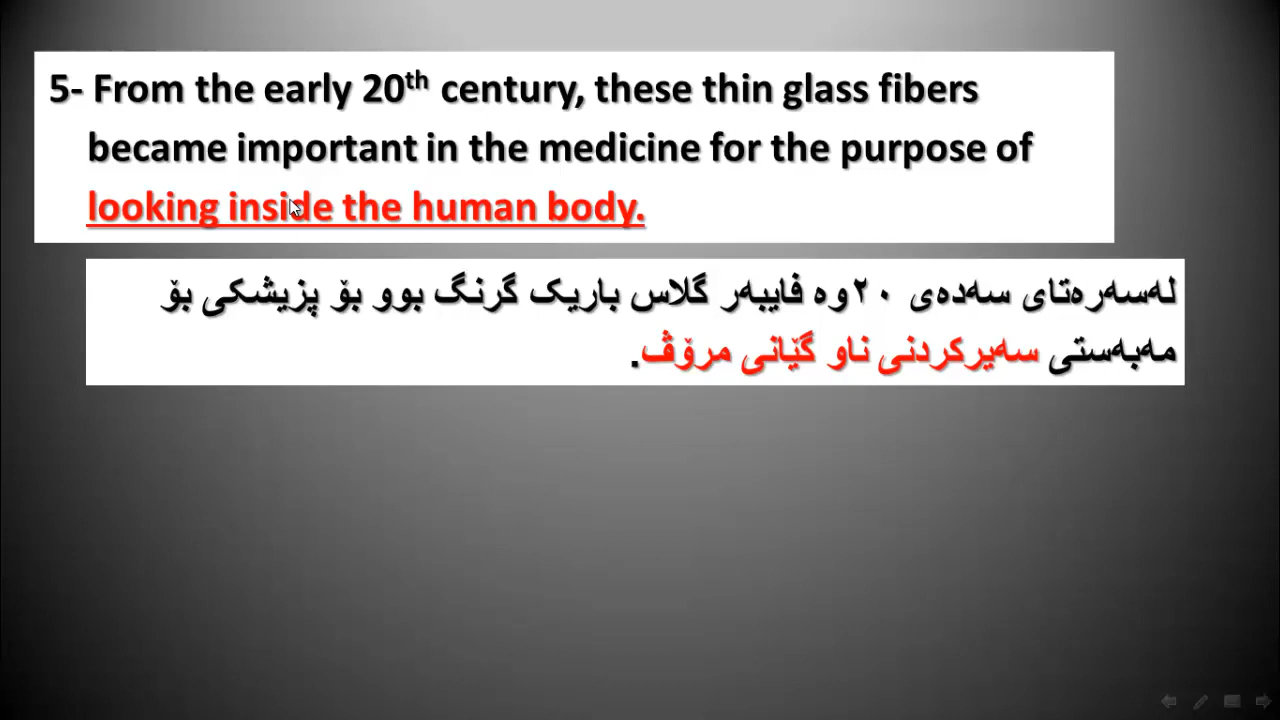 5- From the early 20th century, these thin glass fibers
became important in the medicine for the purpose of
looking inside the human body.
لەسەرەتای سەدەی ٢٠وە فایبەر گلاس باریک گرنگ بوو بۆ پزیشکی بۆ
مەبەستی سەیرکردنی ناو گێانی مرۆڤ.